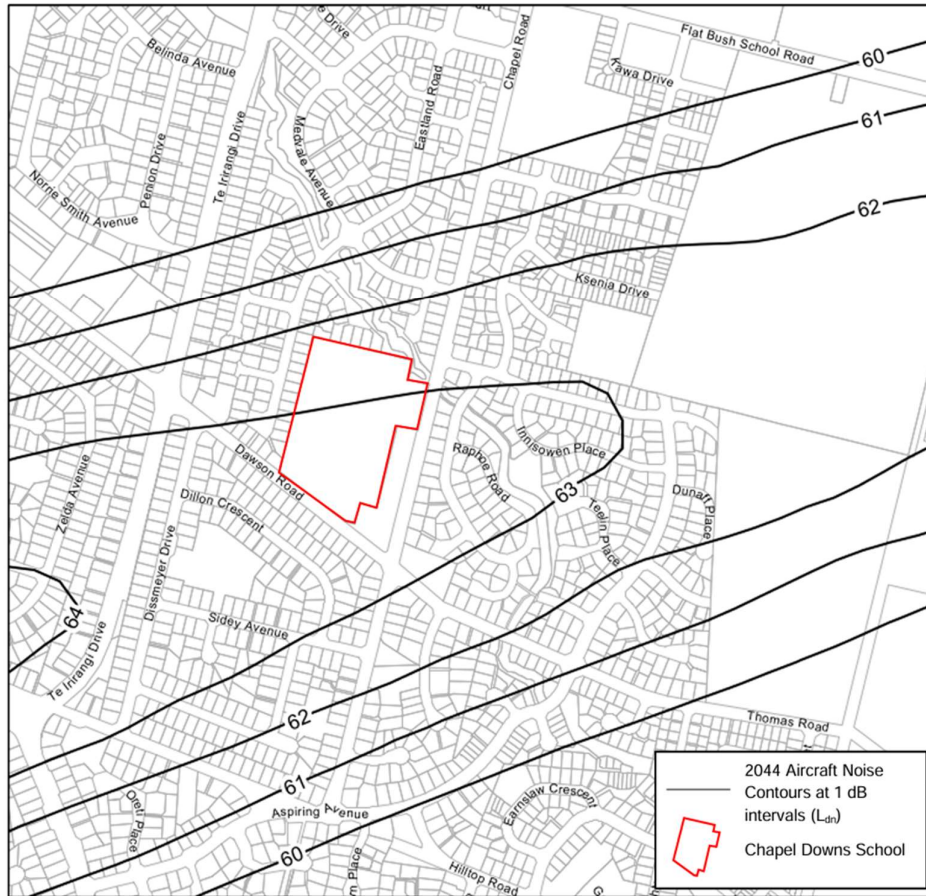 Drive
Chapel Road
Flat Bush School Road
Belinda Avenue
60
Kawa Drive
Eastland Road
61
Medvale Avenue
Penion Drive
Te Irirangi Drive
Norrie Smith Avenue
62
Ksenia Drive
Innisowen Place
Raphoe Road
Dawson Road
Zelda Avenue
63
Dunaff Place
Dillon Crescent
Teelin Place
Dissmeyer Drive
64
Sidey Avenue
Te Irirangi Drive
62
Thomas Road
61
Oreti Place
Aspiring Avenue
Earnslaw Crescent
60
Place
Hilltop Road
2044 Aircraft Noise
Contours at 1 dB
intervals (Ldn)
Chapel Downs School